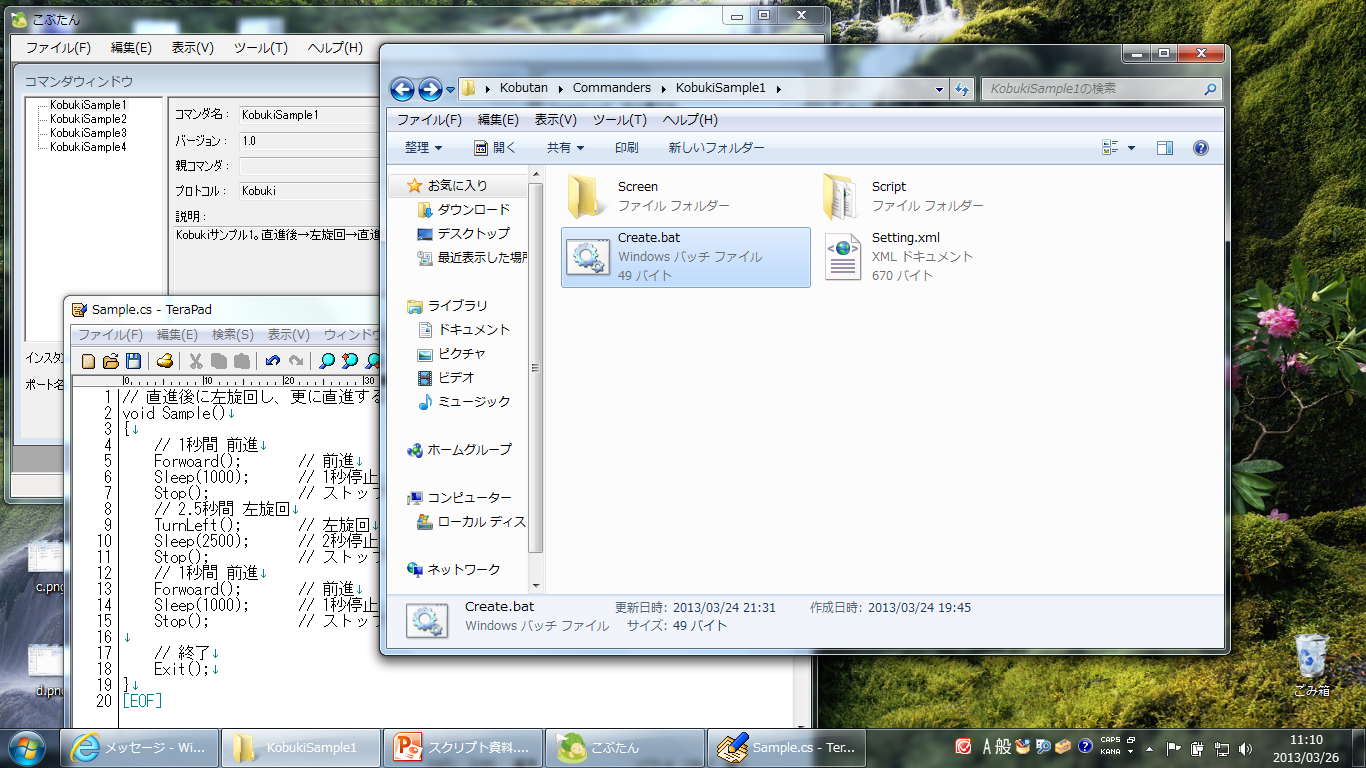 こぶたん
ファイル(F) 編集(E) 表示(V) ツール(T) ヘルプ(H)
コマンダウィンドウ
KobukiSample1
KobukiSample2
KobukiSample3
KobukiSample4
コマンダ名： KobukiSample1
バージョン： 1.0
親コマンダ：
プロトコル： Kobuki
説明：
Kobukiサンプル1。直進後→左旋回→直進
インスタ
ポート名
Kobutan Commanders KobukiSample1
KobukiSample1の検索
ファイル(F) 編集(E) 表示(V) ツール(T) ヘルプ(H)
整理 開く 共有 印刷 新しいフォルダー
お気に入り
ダウンロード
デスクトップ
最近表示した場所
ライブラリ
ドキュメント
ピクチャ
ビデオ
ミュージック
ホームグループ
コンピューター
ローカル ディス
ネットワーク
Screen
ファイル フォルダー
Script
ファイル フォルダー
Create.bat
Windows バッチ ファイル
49 バイト
Setting.xml
XML ドキュメント
670 バイト
Create.bat 更新日時: 2013/03/24 21:31 作成日時: 2013/03/24 19:45
Windows バッチ ファイル サイズ: 49 バイト
Sample.cs - TeraPad
ファイル(F) 編集(E) 検索(S) 表示(V) ウィンドウ
0 10 20 30
1 // 直進後に左旋回し、更に直進する
2 void Sample()↓
3 {↓
4 // 1秒間 前進↓
5 Forwoard(); // 前進↓
6 Sleep(1000); // 1秒停止
7 Stop(); // ストップ
8 // 2.5秒間 左旋回↓
9 TurnLeft(); // 左旋回↓
10 Sleep(2500); // 2秒停止
11 Stop(); // ストップ
12 // 1秒間 前進↓
13 Forwoard(); // 前進↓
14 Sleep(1000); // 1秒停止
15 Stop(); // ストップ
16 ↓
17 // 終了↓
18 Exit();↓
19 }↓
20 [EOF]
c.png
d.png
ごみ箱
メッセージ - Wi... KobukiSample1 スクリプト資料.... こぶたん Sample.cs - Ter...
A 般 CAPS KANA
11:10
2013/03/26